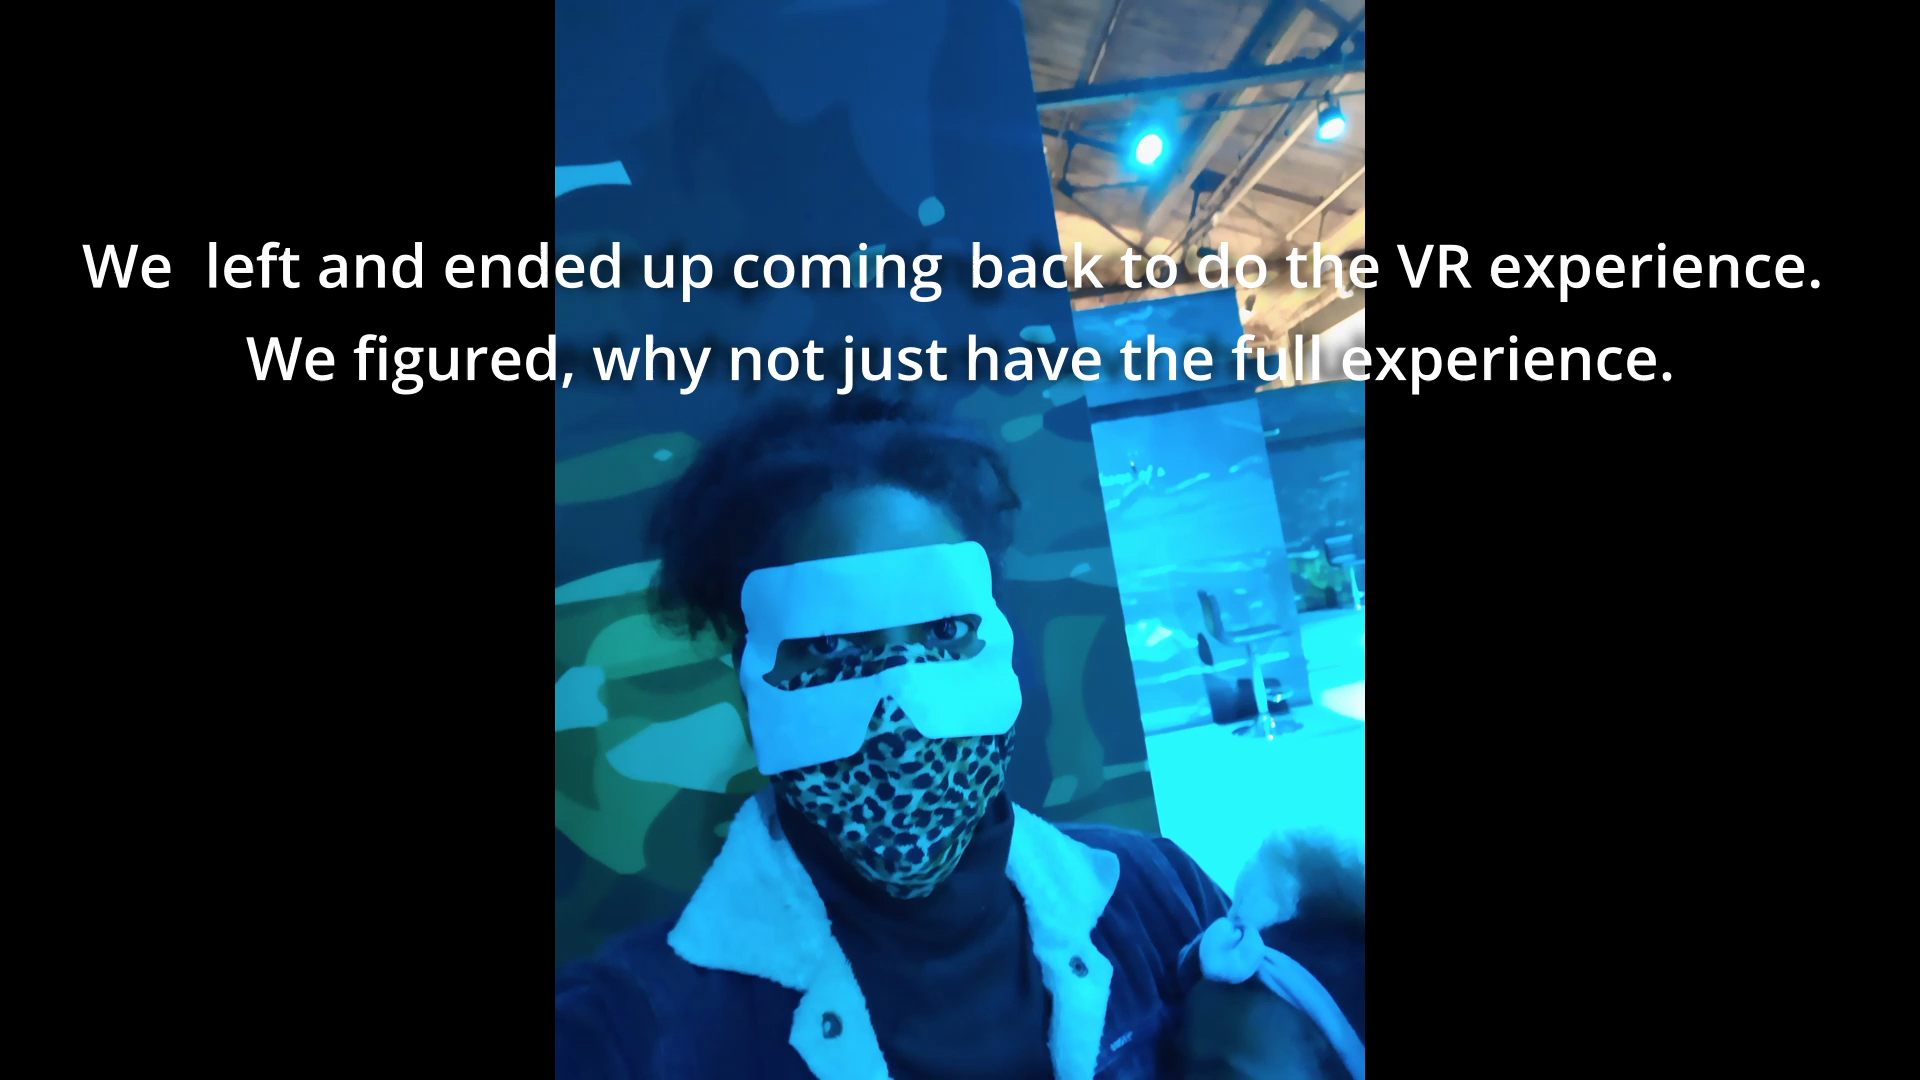 We  left and ended up coming  back to do the VR experience.
We figured, why not just have the full experience.